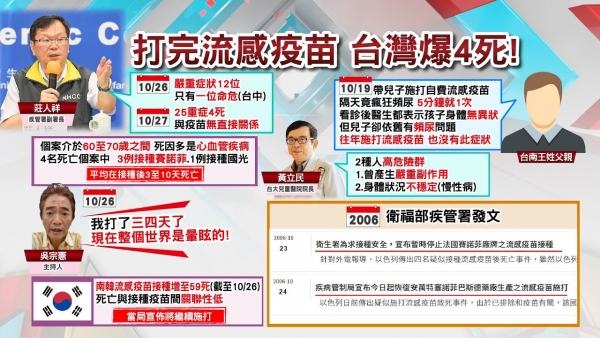 打完流感疫苗 台灣爆4死!
莊人祥
疾管署副署長
10/26
嚴重症狀12位
只有一位命危(台中)
10/27
25重症4死
與疫苗無直接關係
個案介於60至70歲之間 死因多是心血管疾病
4名死亡個案中 3例接種賽諾菲.1例接種國光
平均在接種後3至10天死亡
10/19 帶兒子施打自費流感疫苗
隔天竟瘋狂頻尿 5分鐘就1次
看診後醫生都表示孩子身體無異狀
但兒子卻依舊有頻尿問題
往年施打流感疫苗 也沒有此症狀
台南王姓父親
黃立民
台大兒童醫院院長
2種人高危險群
1.曾產生嚴重副作用
2.身體狀況不穩定(慢性病)
吳宗憲
主持人
10/26
我打了三四天了
現在整個世界是暈眩的!
南韓流感疫苗接種增至59死(截至10/26)
死亡與接種疫苗間關聯性低
當局宣佈將繼續施打
2006 衛福部疾管署發文
2006-10
23
衛生署為求接種安全，宣布暫時停止法國賽諾菲廠牌之流感疫苗接種
針對外電報導，以色列傳出四名疑似接種流感疫苗後死亡事件，雖然以色列
2006-10
24
疾病管制局宣布今日起恢復安萬特賽諾菲巴斯德藥廠生產之流感疫苗施打
以色列日前傳出疑似施打流感疫苗致死事件，由於已排除和疫苗有關，該國